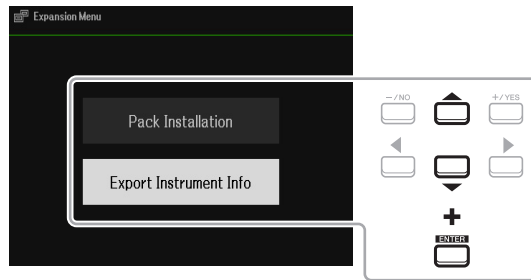 Expansion Menu
Pack Installation
Export Instrument Info
−/NO
+/YES
+
ENTER